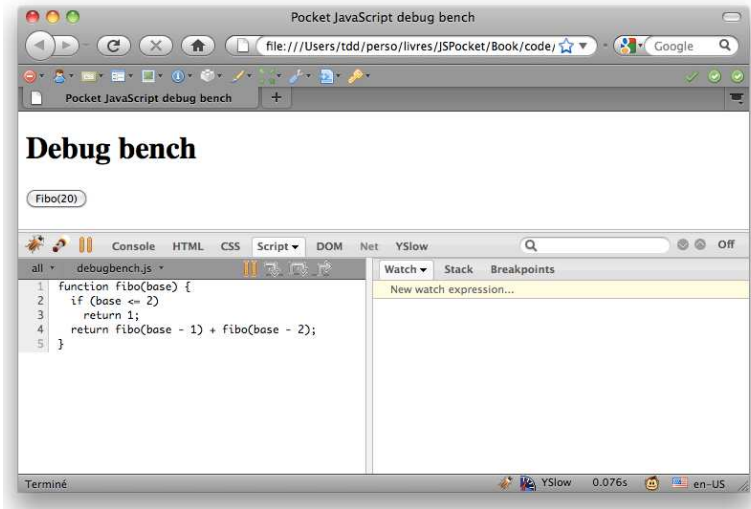 Pocket JavaScript debug bench
file:///Users/tdd/perso/livres/JSPocket/Book/code/
Google
Pocket JavaScript debug bench
+
Debug bench
Fibo(20)
Console HTML CSS Script DOM Net YSlow
Off
all debugbench.js
Watch Stack Breakpoints
New watch expression...
1 function fibo(base) {
2 if (base <= 2)
3 return 1;
4 return fibo(base - 1) + fibo(base - 2);
5 }
Terminé
YSlow 0.076s
en-US